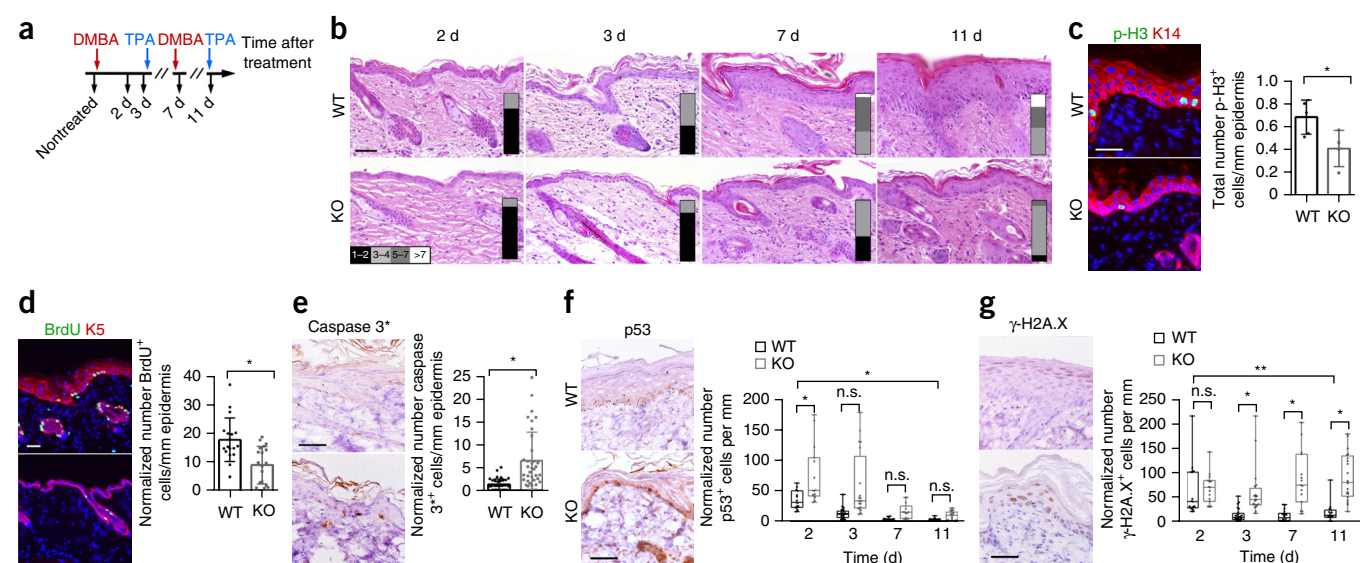 a
DMBA TPA DMBA TPA Time after
treatment
Nontreated 2 d 3 d 7 d 11 d
b
2 d 3 d 7 d 11 d
WT
KO
1–2 3–4 5–7 >7
c
p-H3 K14
WT
KO
Total number p-H3+
cells/mm epidermis
1.0
0.8
0.6
0.4
0.2
0
*
WT KO
d
BrdU K5
Normalized number BrdU+
cells/mm epidermis
40
30
20
10
0
*
WT KO
e
Caspase 3*
Normalized number caspase
3*+ cells/mm epidermis
25
20
15
10
5
0
*
WT KO
f
p53
WT
KO
WT
KO
Normalized number
p53+ cells per mm
200
150
100
50
0
*
* n.s. n.s. n.s.
2 3 7 11
Time (d)
g
γ-H2A.X
WT
KO
Normalized number
γ-H2A.X+ cells per mm
250
200
150
100
50
0
**
n.s. * * *
2 3 7 11
Time (d)